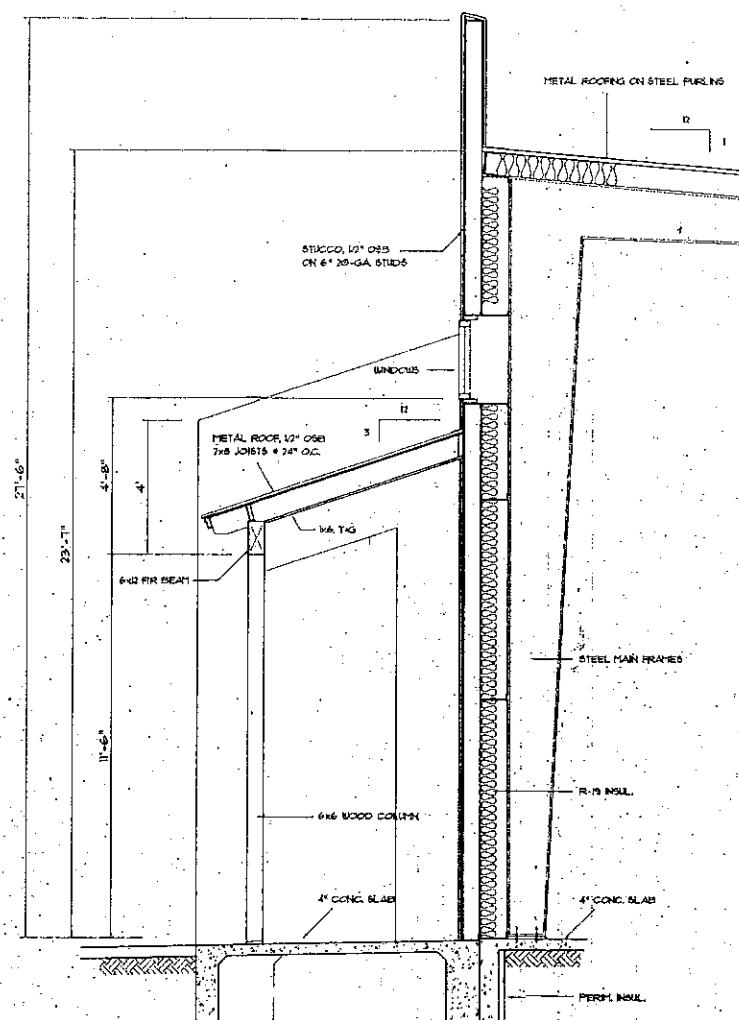 METAL ROOFING ON STEEL PURLINS
12
1
STUCCO, 1/2" OSB
ON 6" 20-GA. STUDS
WINDOWS
12
3
METAL ROOF, 1/2" OSB
2x8 JOISTS @ 24" O.C.
1x6 T&G
6x12 FIR BEAM
27'-6"
23'-7"
4'-8"
4'
11'-6"
STEEL MAIN FRAMES
R-19 INSUL.
6x6 WOOD COLUMN
4" CONC. SLAB
4" CONC. SLAB
PERIM. INSUL.